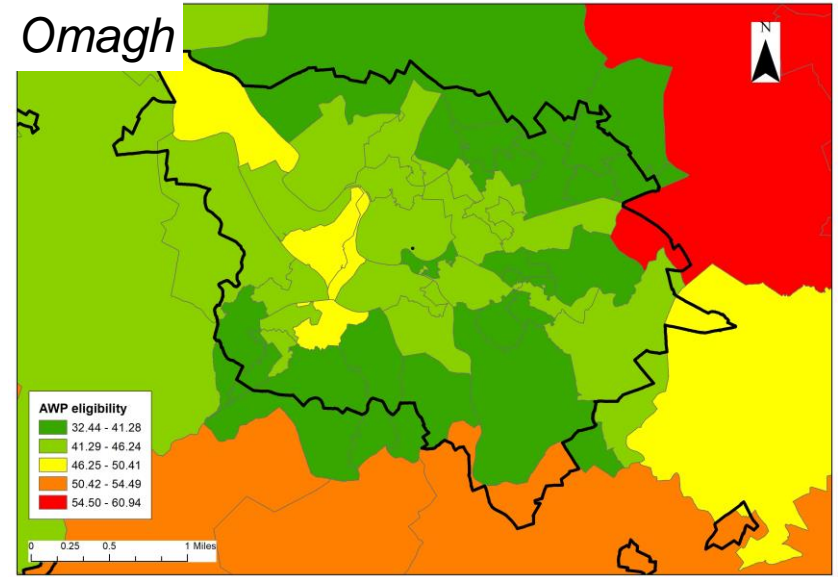 Omagh
N
AWP eligibility
32.44 - 41.28
41.29 - 46.24
46.25 - 50.41
50.42 - 54.49
54.50 - 60.94
0 0.25 0.5 1 Miles